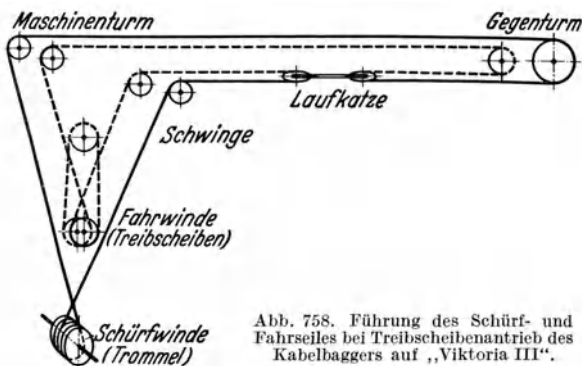 Maschinenturm
Gegenturm
Laufkatze
Schwinge
Fahrwinde
(Treibscheiben)
Schürfwinde
(Trommel)
Abb. 758. Führung des Schürf- und
Fahrseiles bei Treibscheibenantrieb des
Kabelbaggers auf „Viktoria III“.